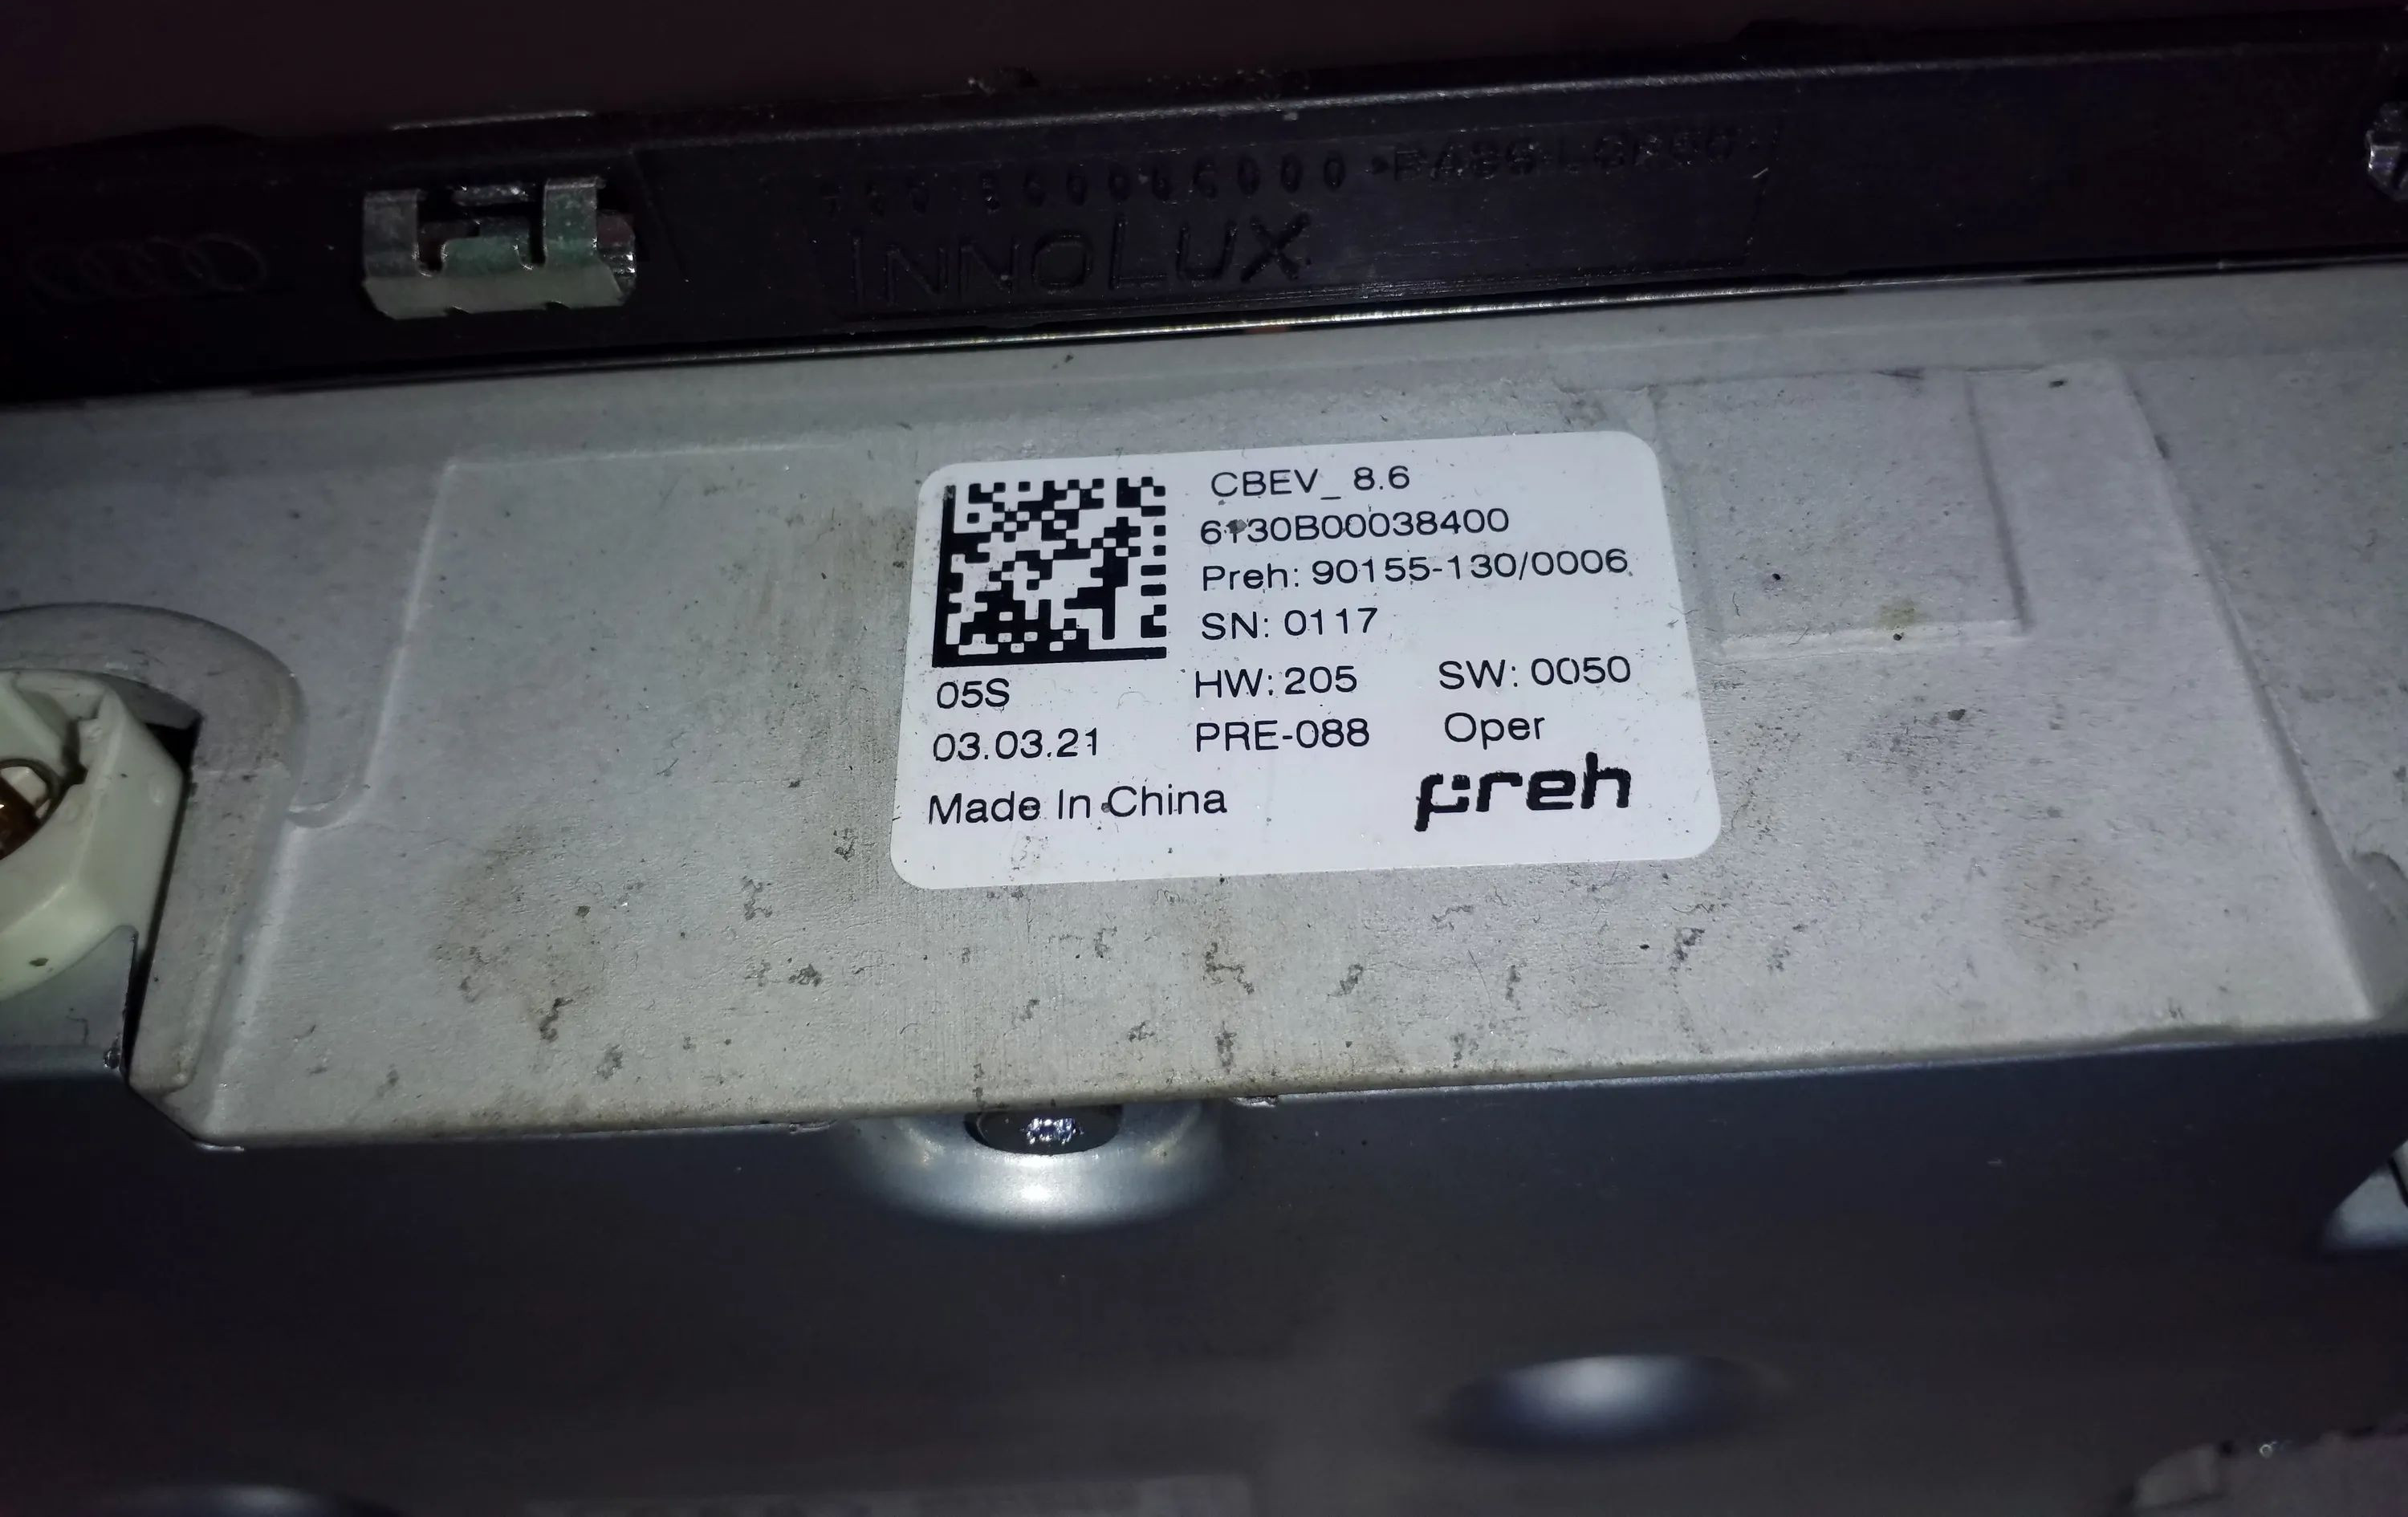 INNOLUX
CBEV_ 8.6
6130B00038400
Preh: 90155-130/0006
SN: 0117
05S
HW: 205
SW: 0050
03.03.21
PRE-088
Oper
Made In China
preh